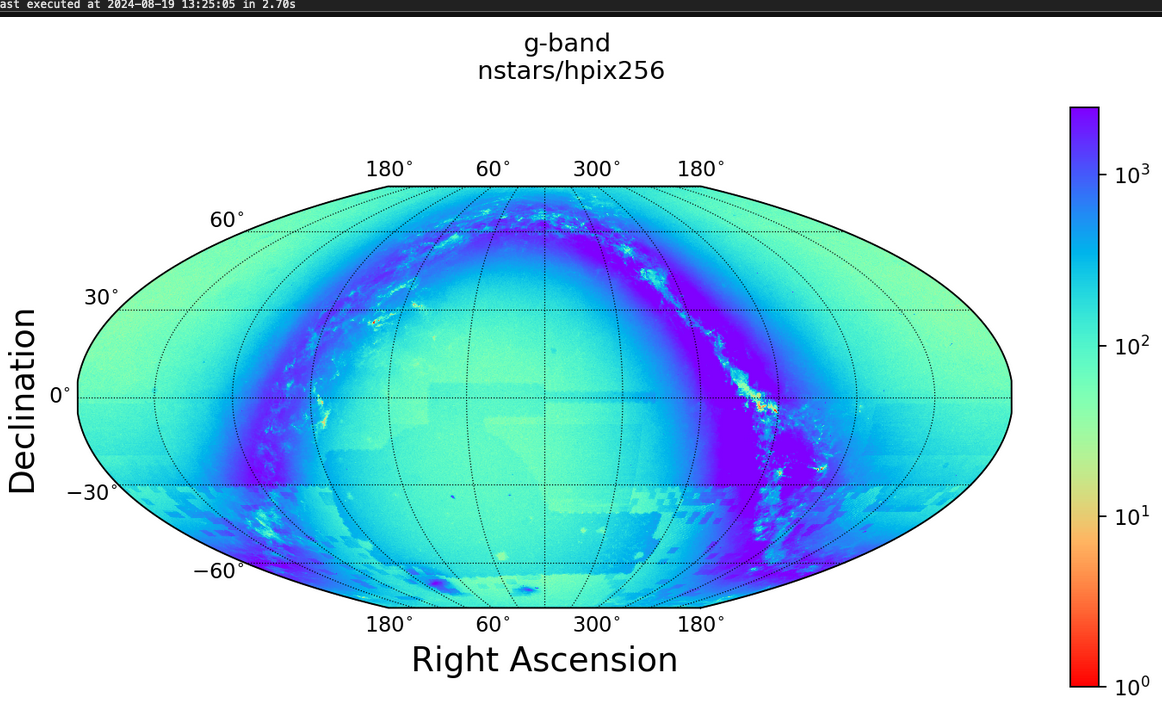 ast executed at 2024-08-19 13:25:05 in 2.70s
g-band
nstars/hpix256
180° 60° 300° 180°
60°
30°
0°
−30°
−60°
Declination
180° 60° 300° 180°
Right Ascension
10³
10²
10¹
10⁰